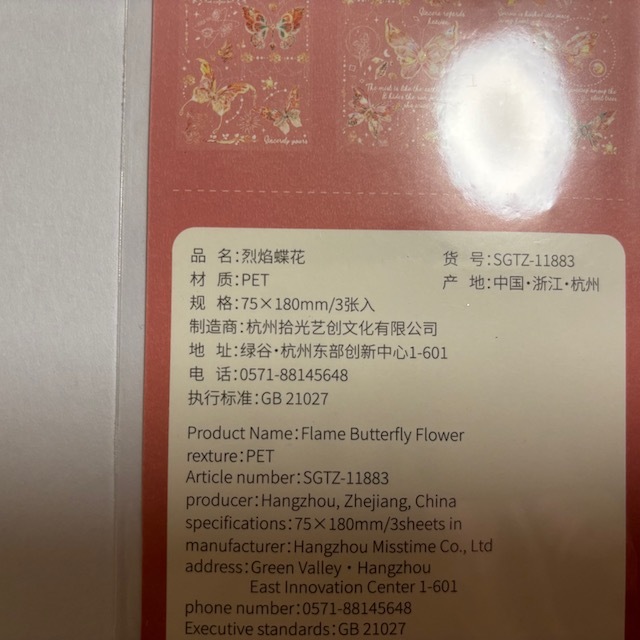 Sincerely yours
品 名:烈焰蝶花
货 号:SGTZ-11883
材 质:PET
产 地:中国·浙江·杭州
规 格:75×180mm/3张入
制造商:杭州拾光艺创文化有限公司
地 址:绿谷·杭州东部创新中心1-601
电 话:0571-88145648
执行标准:GB 21027
Product Name:Flame Butterfly Flower
rexture:PET
Article number:SGTZ-11883
producer:Hangzhou, Zhejiang, China
specifications:75×180mm/3sheets in
manufacturer:Hangzhou Misstime Co., Ltd
address:Green Valley·Hangzhou
East Innovation Center 1-601
phone number:0571-88145648
Executive standards:GB 21027